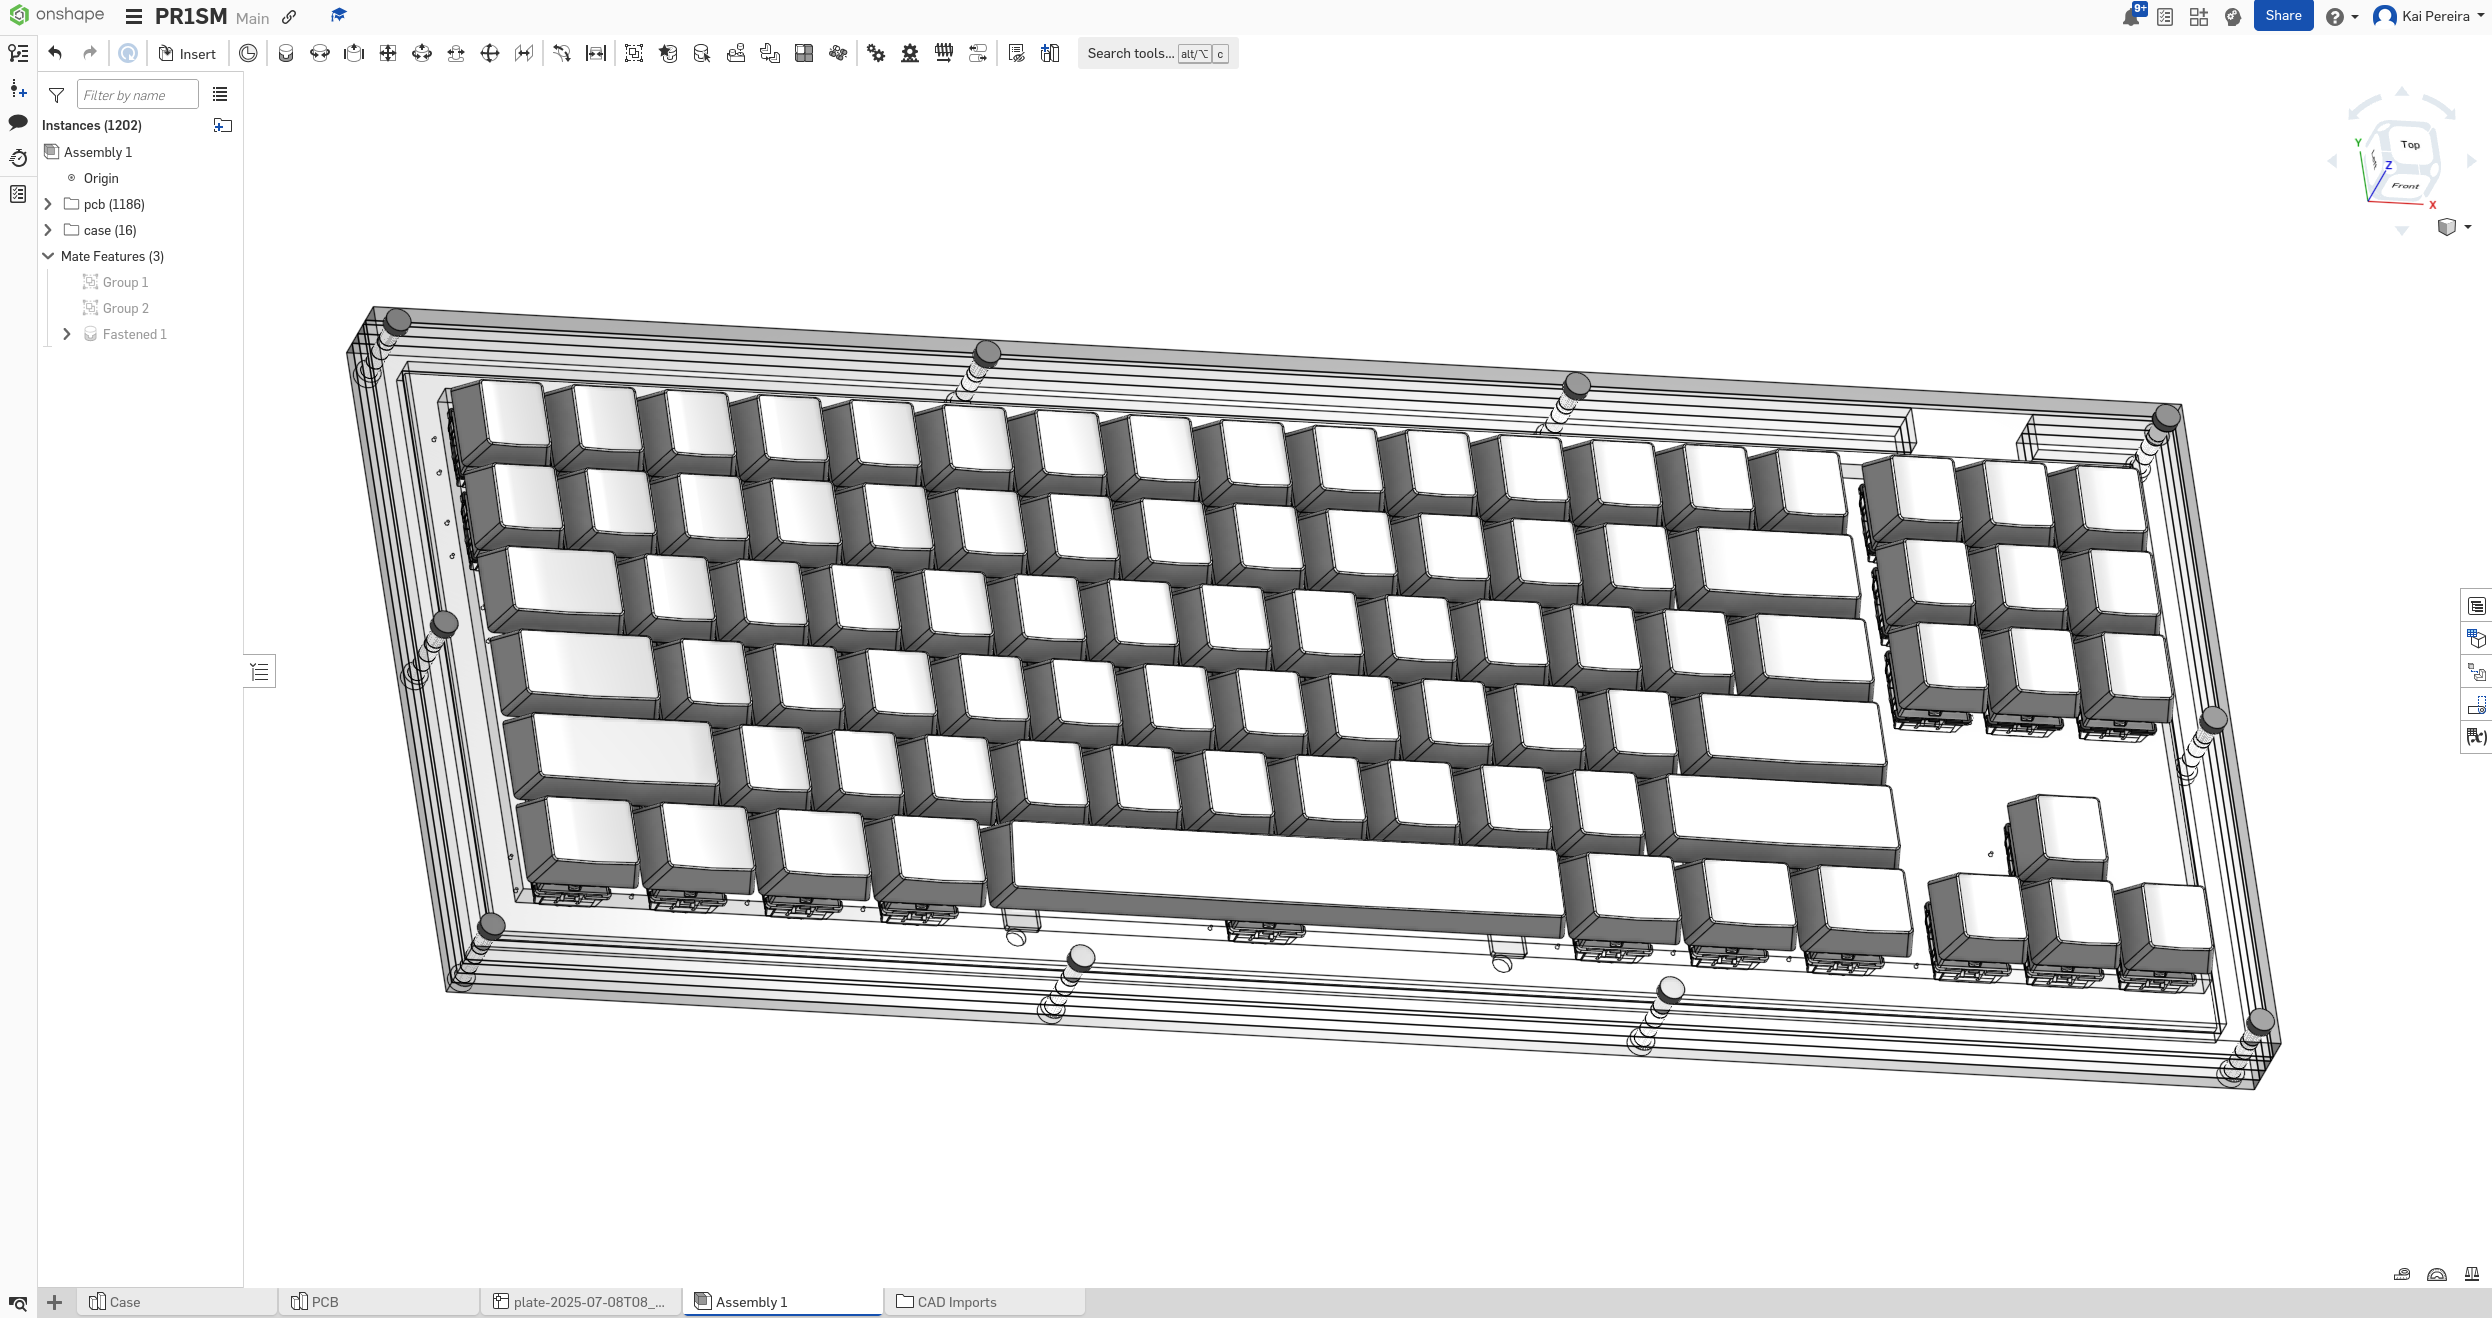 onshape
PR1SM Main
9+
Share
Kai Pereira
Insert
Search tools... alt/⌥ c
Filter by name
Instances (1202)
Assembly 1
Origin
pcb (1186)
case (16)
Mate Features (3)
Group 1
Group 2
Fastened 1
Top
Front
Y
Z
X
(x)
Case
PCB
plate-2025-07-08T08_...
Assembly 1
CAD Imports